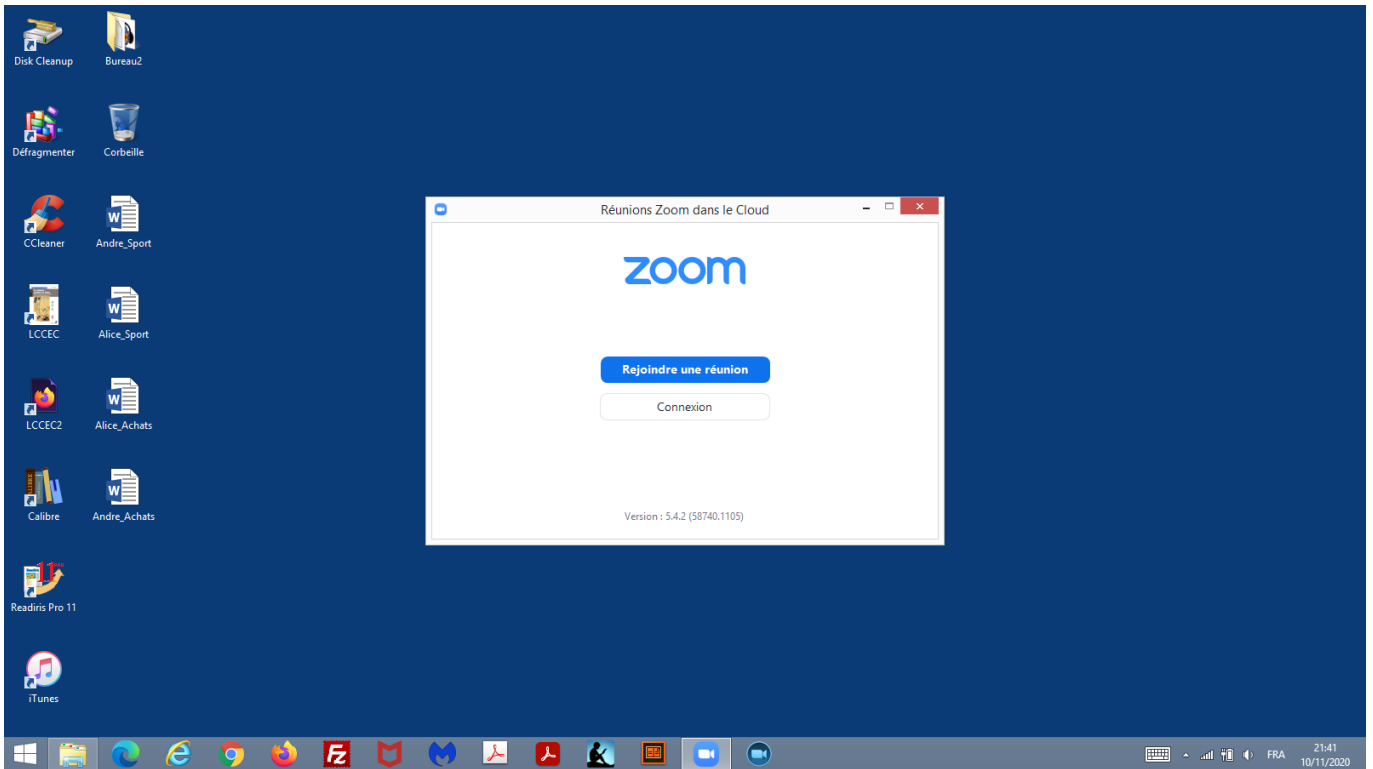 Disk Cleanup
Bureau2
Défragmenter
Corbeille
CCleaner
Andre_Sport
LCCEC
Alice_Sport
LCCEC2
Alice_Achats
Calibre
Andre_Achats
Readiris Pro 11
iTunes
Réunions Zoom dans le Cloud
zoom
Rejoindre une réunion
Connexion
Version : 5.4.2 (58740.1105)
FRA
21:41
10/11/2020